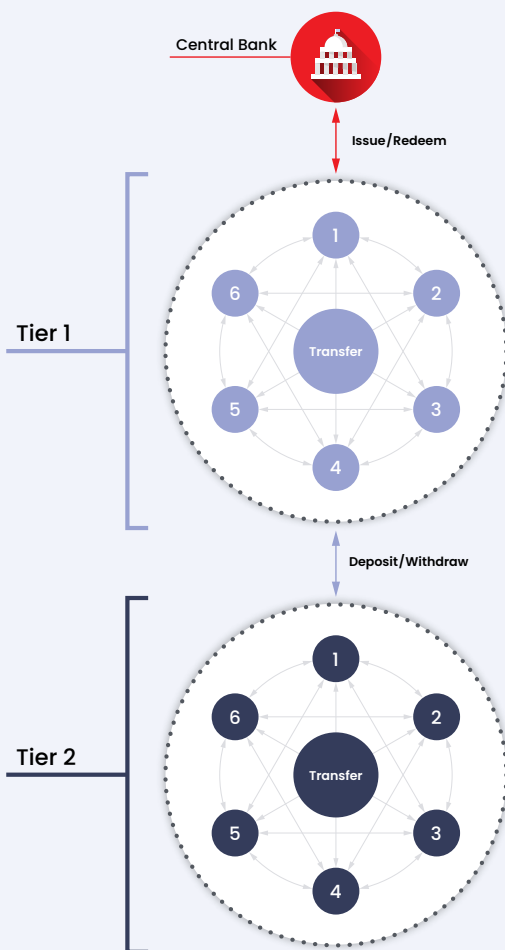 Central Bank
Issue/Redeem
Tier 1
1
6
2
Transfer
5
3
4
Deposit/Withdraw
Tier 2
1
6
2
Transfer
5
3
4